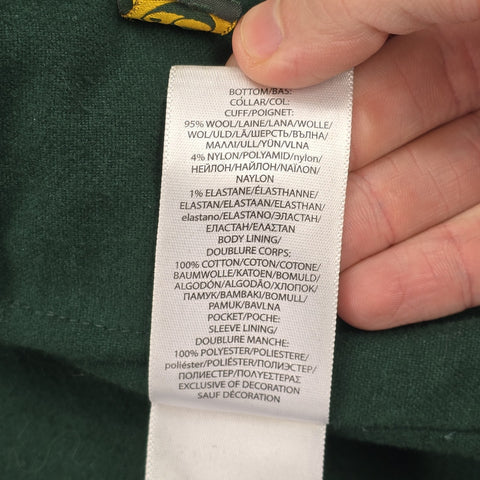 BOTTOM/BAS:
COLLAR/COL:
CUFF/POIGNET:
95% WOOL/LAINE/LANA/WOLLE/
WOL/ULD/LÃ/ШЕРСТЬ/ВЪЛНА/
ΜΑΛΛΙ/ULL/YÜN/VLNA
4% NYLON/POLYAMID/nylon/
НЕЙЛОН/НАЙЛОН/ΝΑΪΛΟΝ/
NAYLON
1% ELASTANE/ÉLASTHANNE/
ELASTAN/ELASTAAN/ELASTHAN/
elastano/ELASTANO/ЭЛАСТАН/
ЕЛАСТАН/ΕΛΑΣΤΑΝ
BODY LINING/
DOUBLURE CORPS:
100% COTTON/COTON/COTONE/
BAUMWOLLE/KATOEN/BOMULD/
ALGODÓN/ALGODÃO/ХЛОПОК/
ПАМУК/ΒΑΜΒΑΚΙ/BOMULL/
PAMUK/BAVLNA
POCKET/POCHE:
SLEEVE LINING/
DOUBLURE MANCHE:
100% POLYESTER/POLIESTERE/
poliéster/POLIÉSTER/ПОЛИЭСТЕР/
ПОЛИЕСТЕР/ΠΟΛΥΕΣΤΕΡΑΣ
EXCLUSIVE OF DECORATION
SAUF DÉCORATION